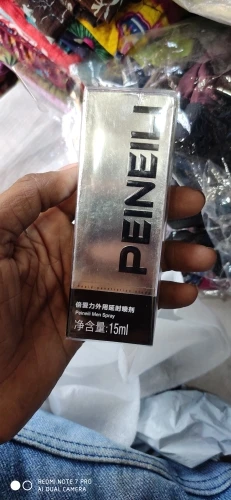 PEINEILI
倍耐力外用延时喷剂
Peineili Men Spray
净含量:15ml
REDMI NOTE 7 PRO
AI DUAL CAMERA